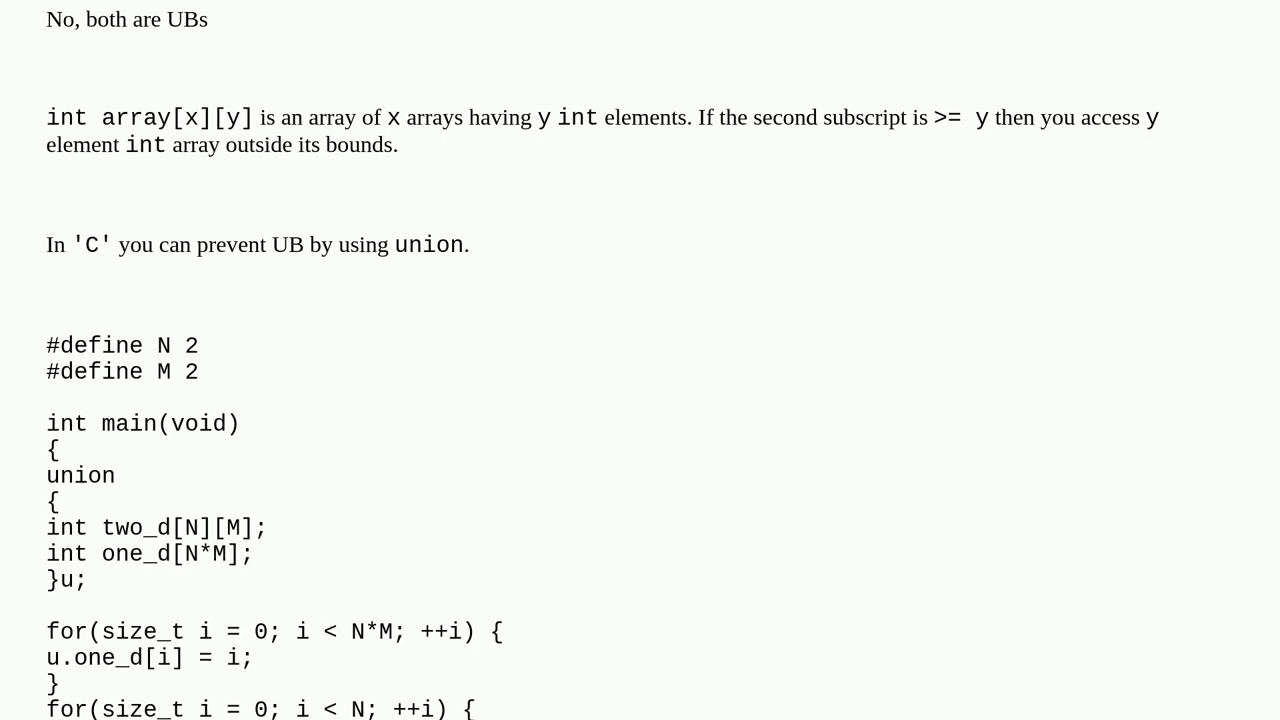 No, both are UBs
int array[x][y] is an array of x arrays having y int elements. If the second subscript is >= y then you access y
element int array outside its bounds.
In 'C' you can prevent UB by using union.
#define N 2
#define M 2
int main(void)
{
union
{
int two_d[N][M];
int one_d[N*M];
}u;
for(size_t i = 0; i < N*M; ++i) {
u.one_d[i] = i;
}
for(size_t i = 0; i < N; ++i) {